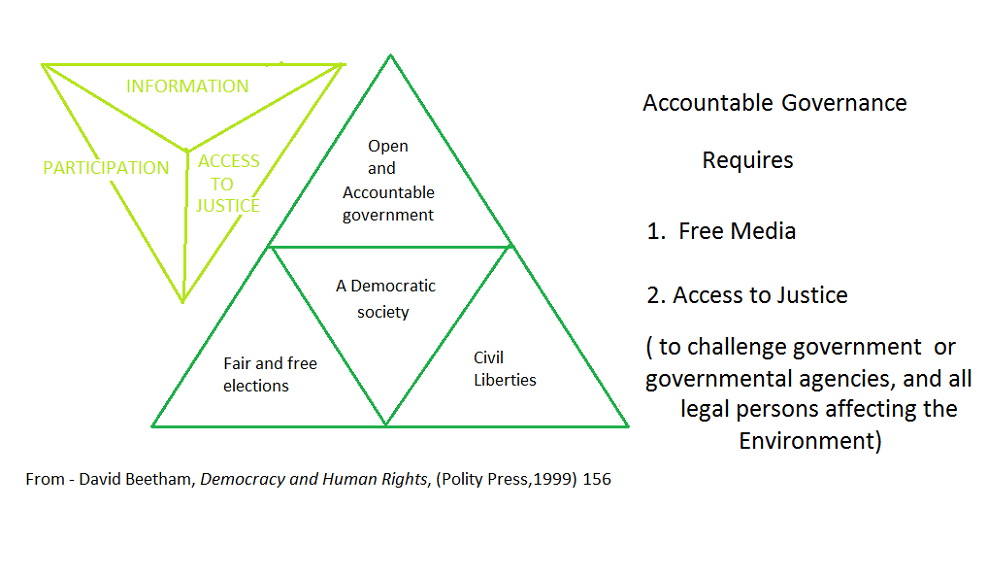 INFORMATION
PARTICIPATION
ACCESS
TO
JUSTICE
Open
and
Accountable
government
A Democratic
society
Fair and free
elections
Civil
Liberties
Accountable Governance
Requires
1. Free Media
2. Access to Justice
( to challenge government or
governmental agencies, and all
legal persons affecting the
Environment)
From - David Beetham, Democracy and Human Rights, (Polity Press,1999) 156